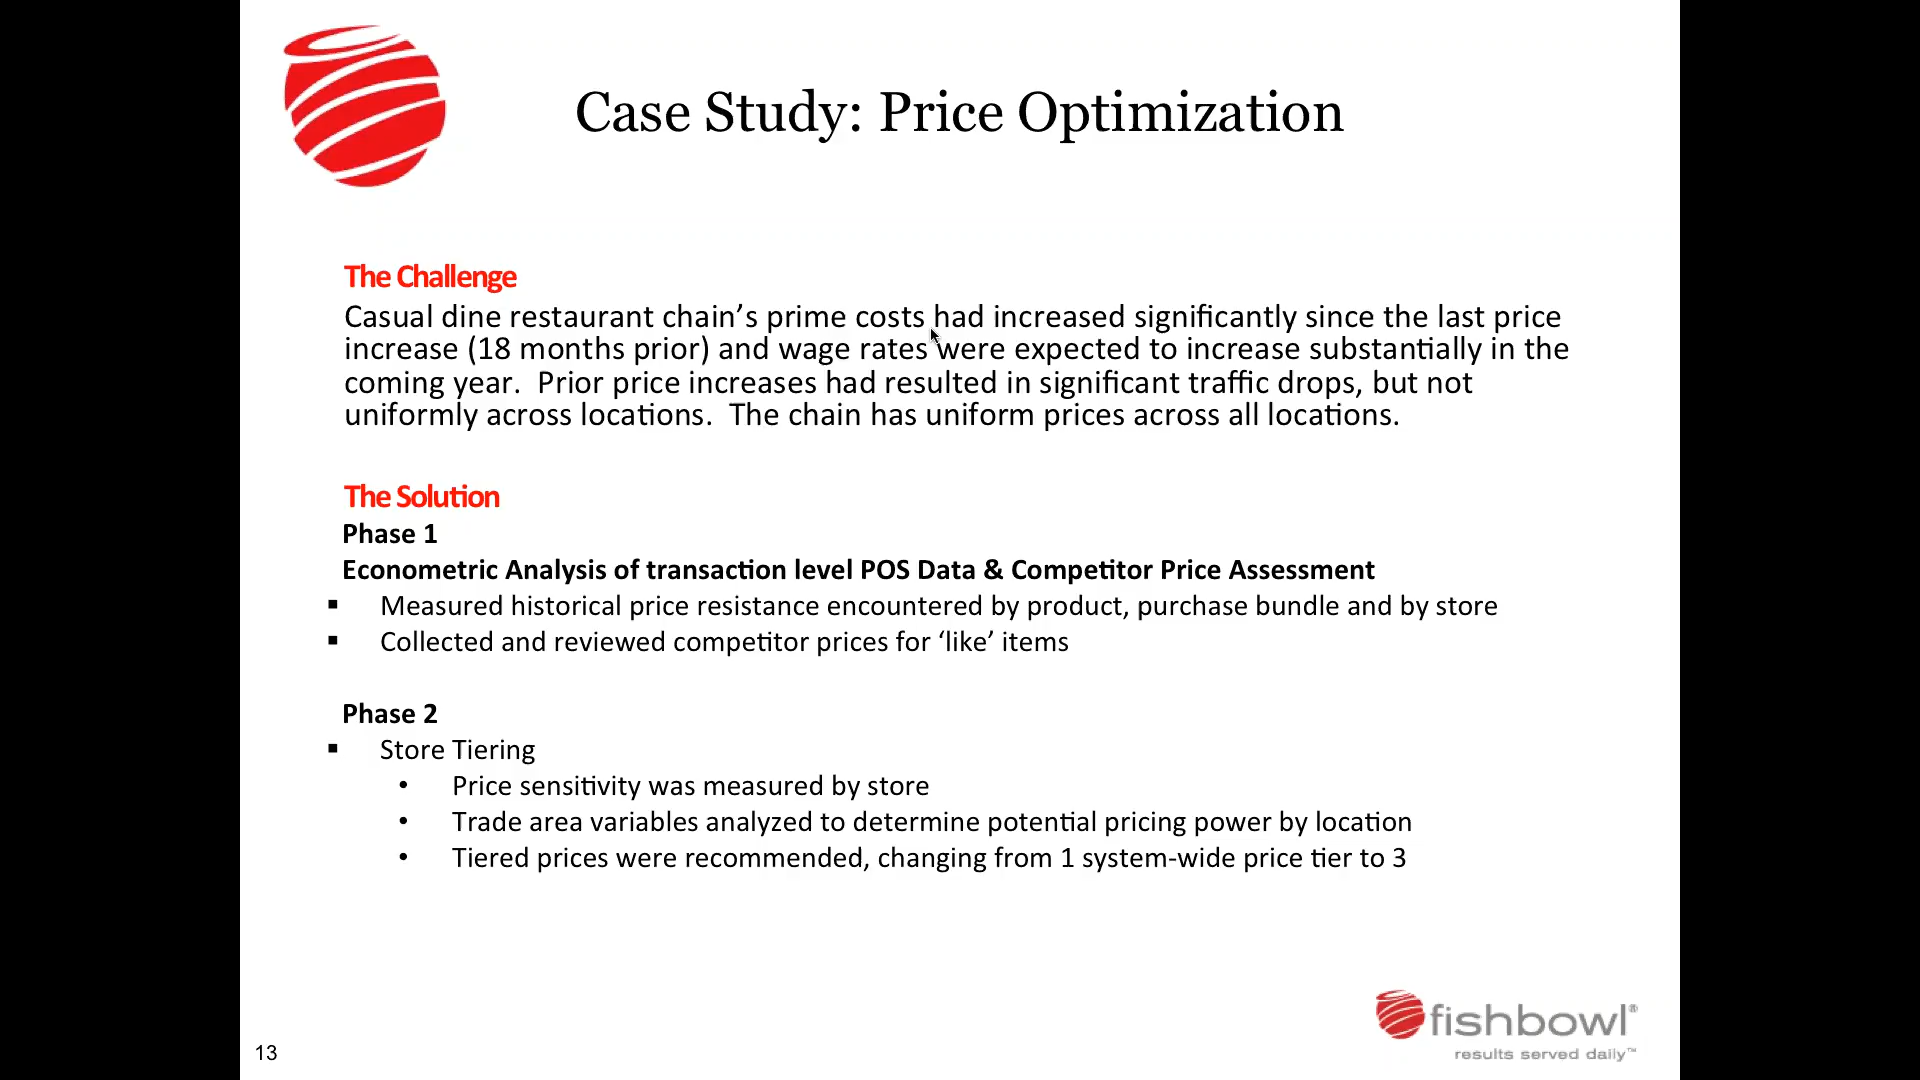 Case Study: Price Optimization
The Challenge
Casual dine restaurant chain’s prime costs had increased significantly since the last price
increase (18 months prior) and wage rates were expected to increase substantially in the
coming year.  Prior price increases had resulted in significant traffic drops, but not
uniformly across locations.  The chain has uniform prices across all locations.
The Solution
Phase 1
Econometric Analysis of transaction level POS Data & Competitor Price Assessment
▪ Measured historical price resistance encountered by product, purchase bundle and by store
▪ Collected and reviewed competitor prices for ‘like’ items
Phase 2
▪ Store Tiering
• Price sensitivity was measured by store
• Trade area variables analyzed to determine potential pricing power by location
• Tiered prices were recommended, changing from 1 system-wide price tier to 3
fishbowl®
results served daily™
13